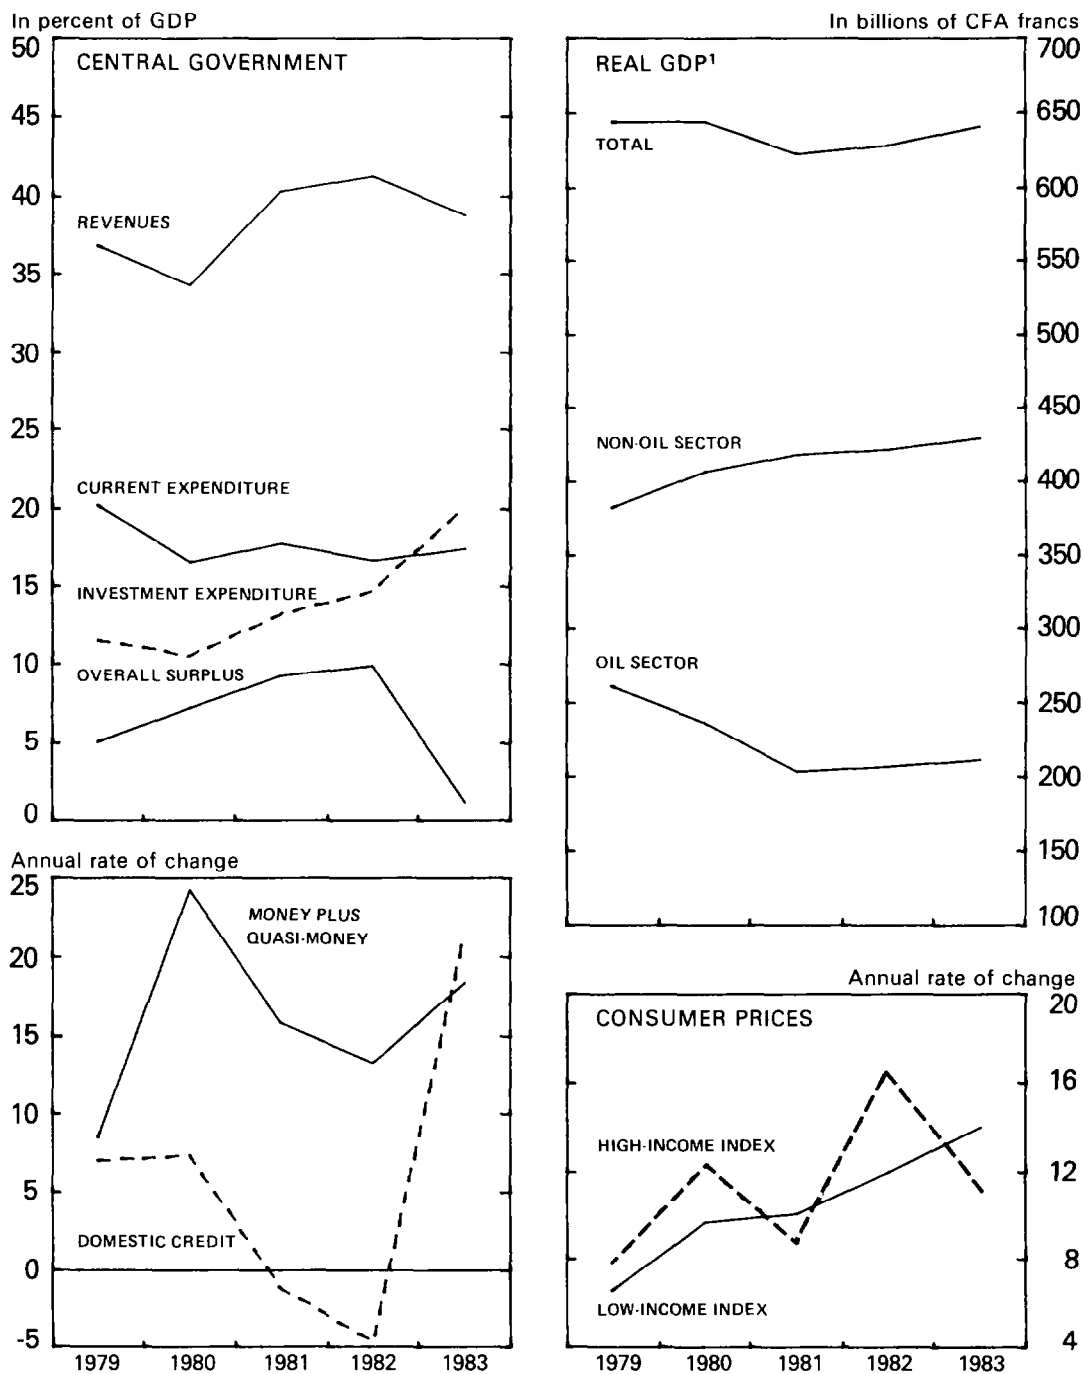 In percent of GDP
50
CENTRAL GOVERNMENT
45
40
REVENUES
35
30
25
CURRENT EXPENDITURE
20
15
INVESTMENT EXPENDITURE
10
OVERALL SURPLUS
5
0
In billions of CFA francs
700
REAL GDP¹
650
TOTAL
600
550
500
450
NON-OIL SECTOR
400
350
300
OIL SECTOR
250
200
150
100
Annual rate of change
25
MONEY PLUS
QUASI-MONEY
20
15
10
5
DOMESTIC CREDIT
0
-5
1979 1980 1981 1982 1983
Annual rate of change
20
CONSUMER PRICES
16
HIGH-INCOME INDEX
12
8
LOW-INCOME INDEX
4
1979 1980 1981 1982 1983